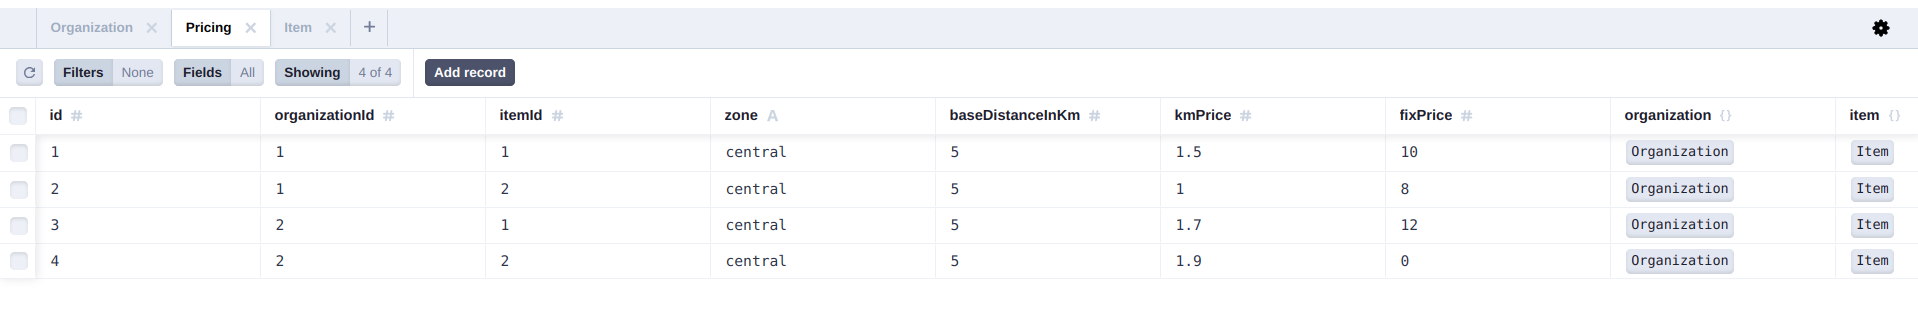 Organization Pricing Item +
Filters None Fields All Showing 4 of 4 Add record
id # organizationId # itemId # zone A baseDistanceInKm # kmPrice # fixPrice # organization {} item {}
1 1 1 central 5 1.5 10 Organization Item
2 1 2 central 5 1 8 Organization Item
3 2 1 central 5 1.7 12 Organization Item
4 2 2 central 5 1.9 0 Organization Item